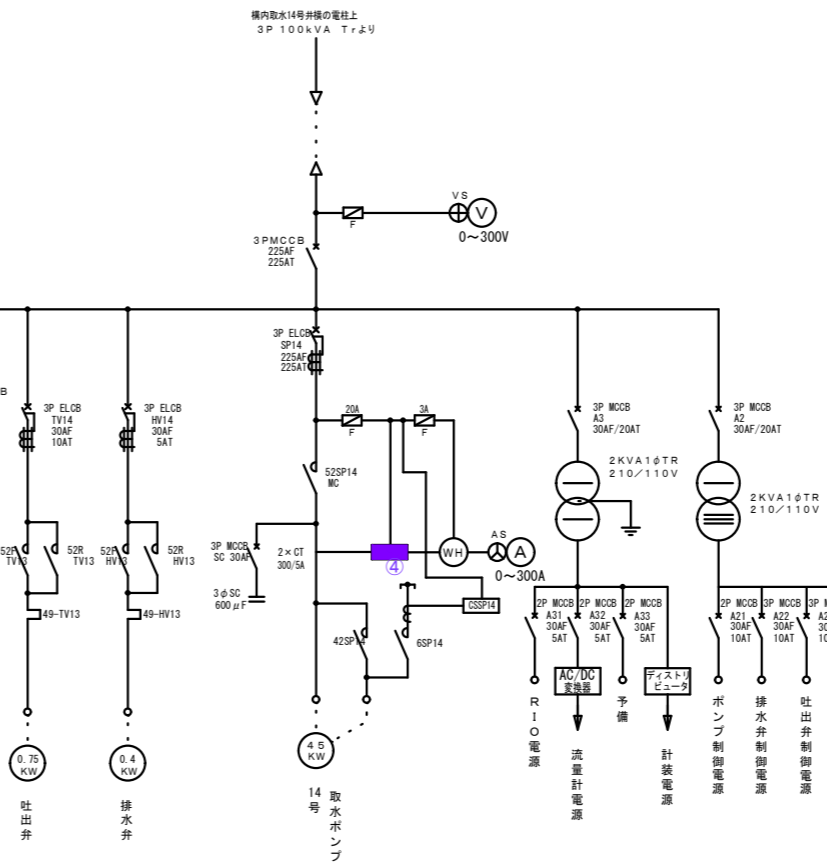 構内取水14号井横の電柱上
3P 100kVA Trより
VS
V
F
0～300V
3PMCCB
225AF
225AT
3P ELCB
SP14
225AF
225AT
B
3P ELCB
TV14
30AF
10AT
3P ELCB
HV14
30AF
5AT
20A
F
3A
F
3P MCCB
A3
30AF/20AT
3P MCCB
A2
30AF/20AT
2KVA1φTR
210/110V
2KVA1φTR
210/110V
52SP14
MC
52F
TV13
52R
TV13
52F
HV13
52R
HV13
3P MCCB
SC 30AF
2×CT
300/5A
④
WH
AS
A
0～300A
3φSC
600μF
CSSP14
49-TV13
49-HV13
42SP14
6SP14
2P MCCB
A31
30AF
5AT
2P MCCB
A32
30AF
5AT
2P MCCB
A33
30AF
5AT
2P MCCB
A21
30AF
10AT
3P MCCB
A22
30AF
10AT
AC/DC
変換器
ディストリ
ビュータ
RIO電源
流量計電源
予備
計装電源
ポンプ制御電源
排水弁制御電源
吐出弁制御電源
0.75
KW
吐出弁
0.4
KW
排水弁
45
KW
14号
取水ポンプ